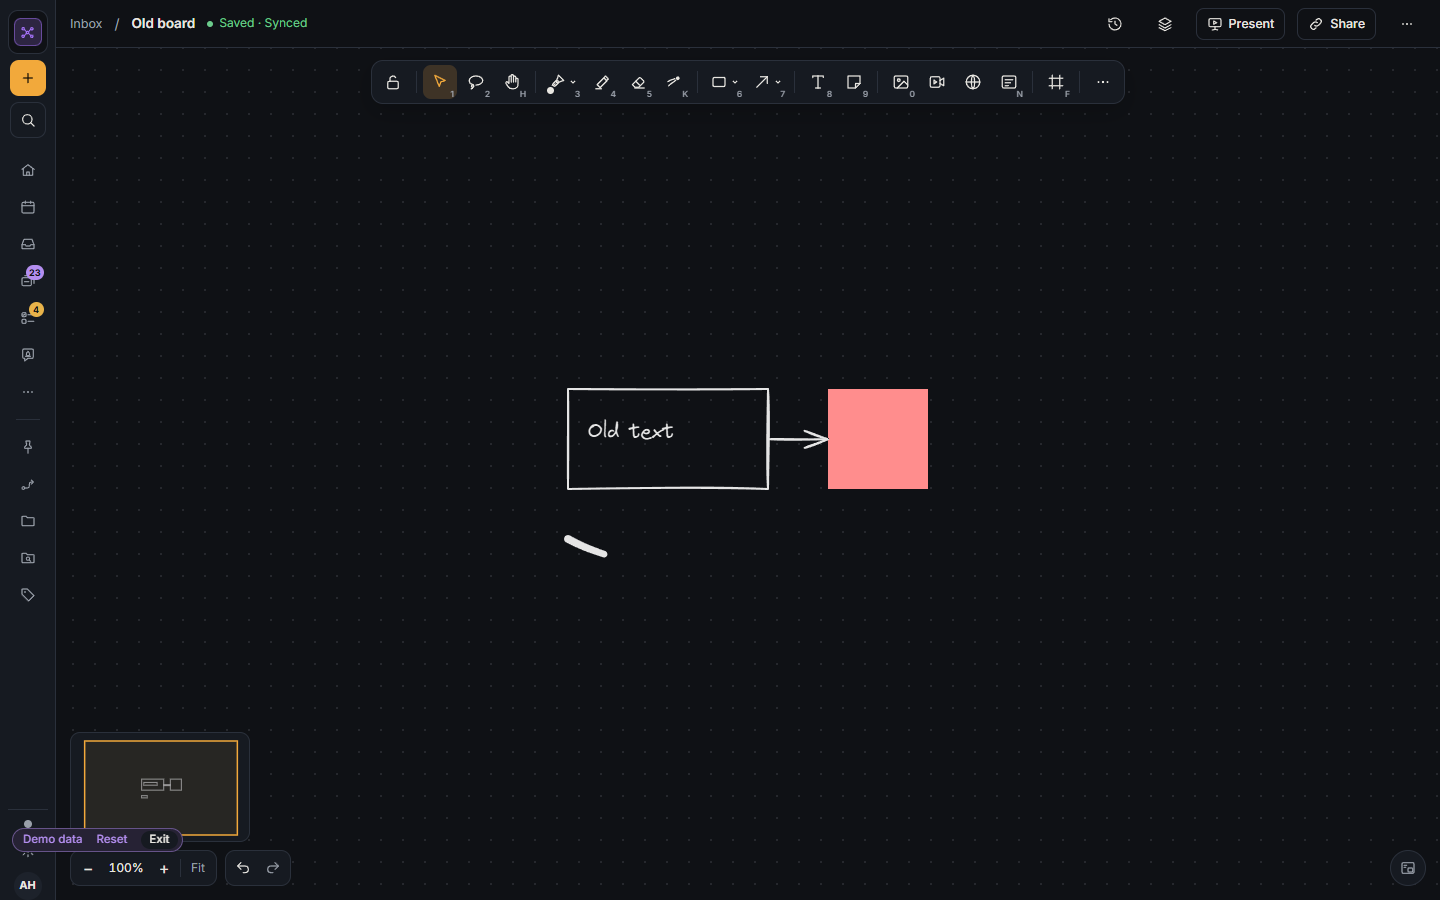 Inbox / Old board Saved · Synced
Present
Share
1 2 H 3 4 5 K 6 7 8 9 0 N F
23
4
Old text
Demo data Reset Exit
− 100% + Fit
AH